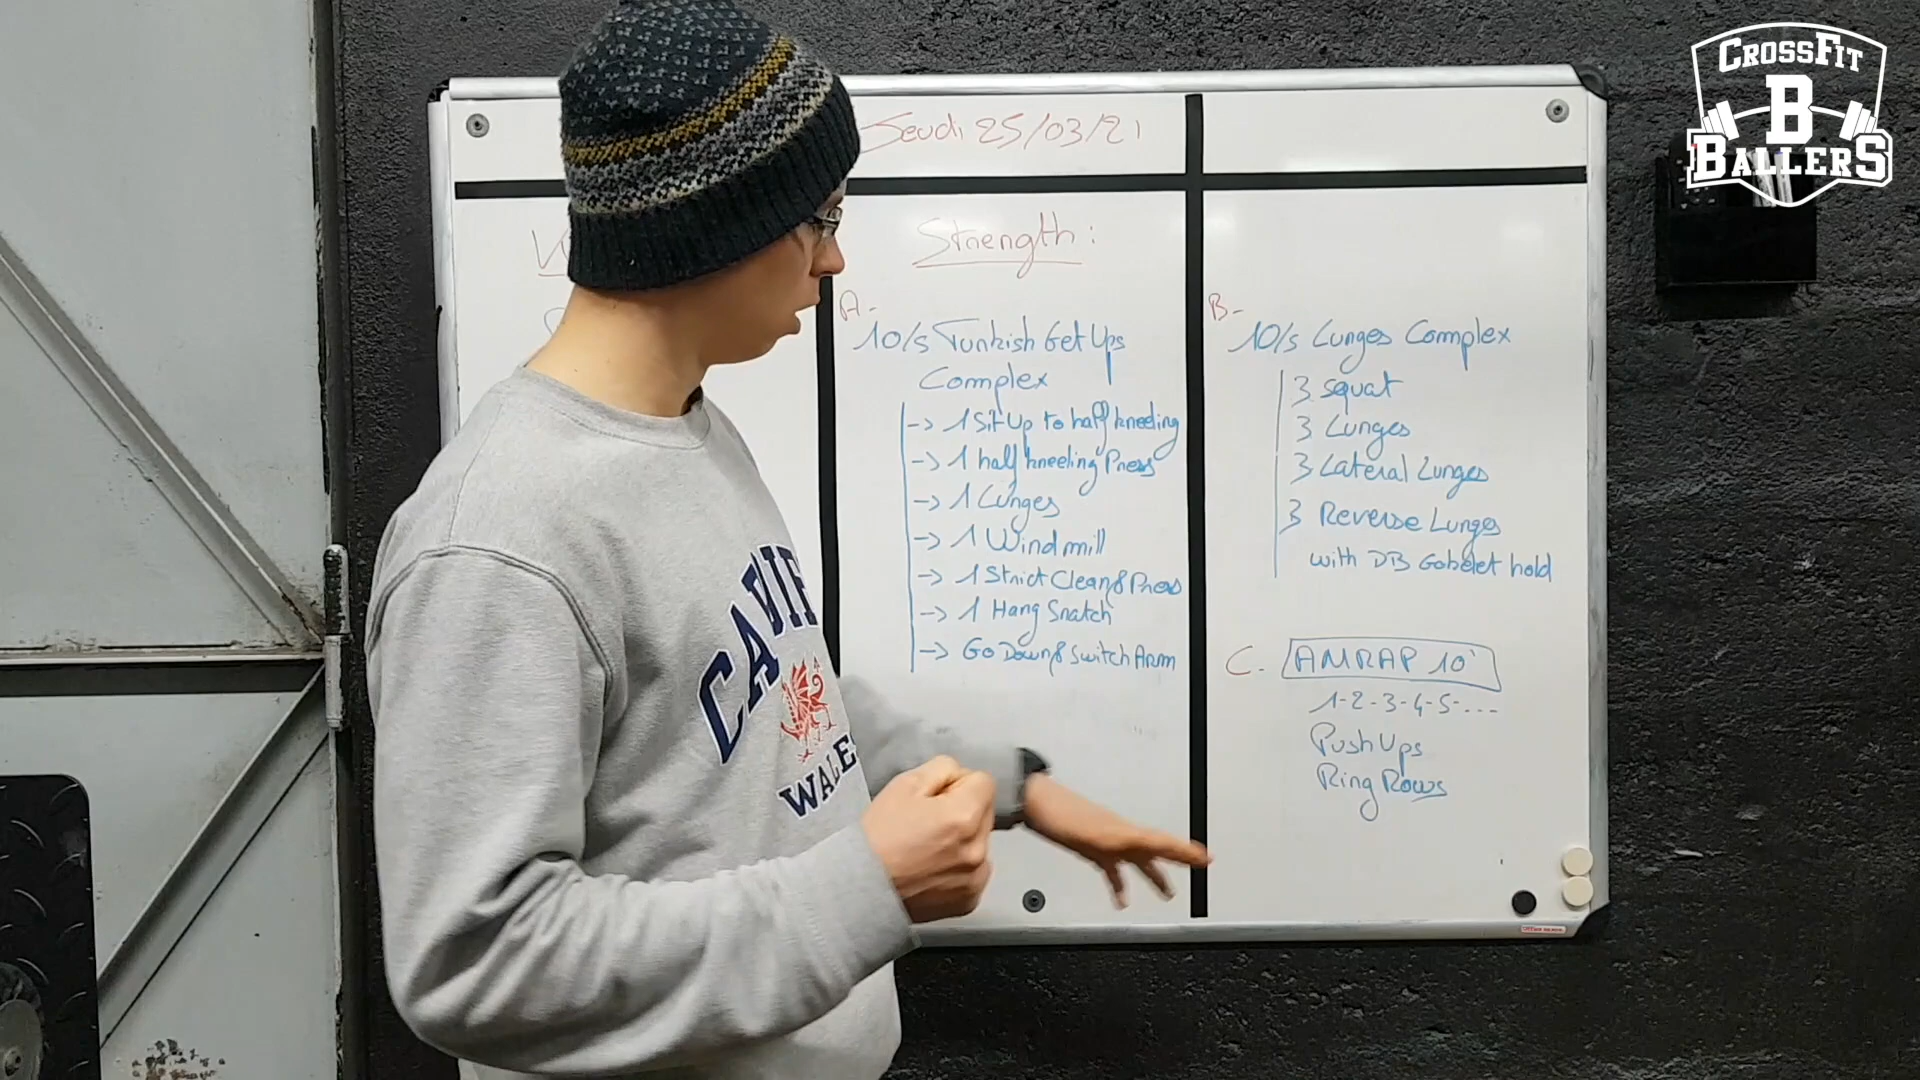 CROSSFIT
B
BALLERS
Jeudi 25/03/21
Strength:
A-
10/s Turkish Get Ups
Complex
-> 1 Sit Up to half kneeling
-> 1 half kneeling Press
-> 1 Lunges
-> 1 Wind mill
-> 1 Strict Clean & Press
-> 1 Hang Snatch
-> Go Down & Switch Arm
B-
10/s Lunges Complex
3 squat
3 Lunges
3 Lateral Lunges
3 Reverse Lunges
with DB Gobelet hold
C. AMRAP 10'
1-2-3-4-5-...
Push Ups
Ring Rows
WALES